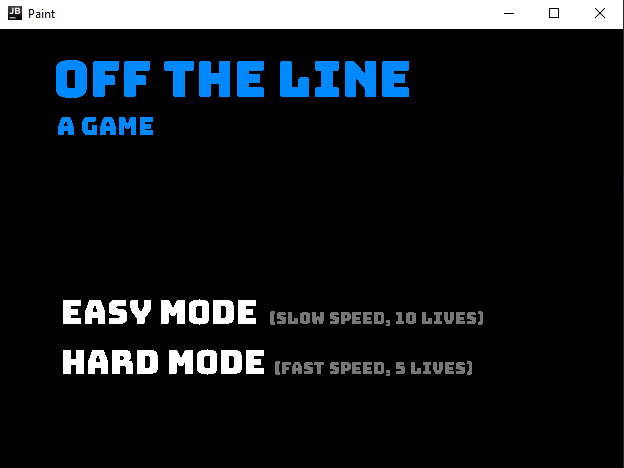 JB
Paint
OFF THE LINE
A GAME
EASY MODE (SLOW SPEED, 10 LIVES)
HARD MODE (FAST SPEED, 5 LIVES)